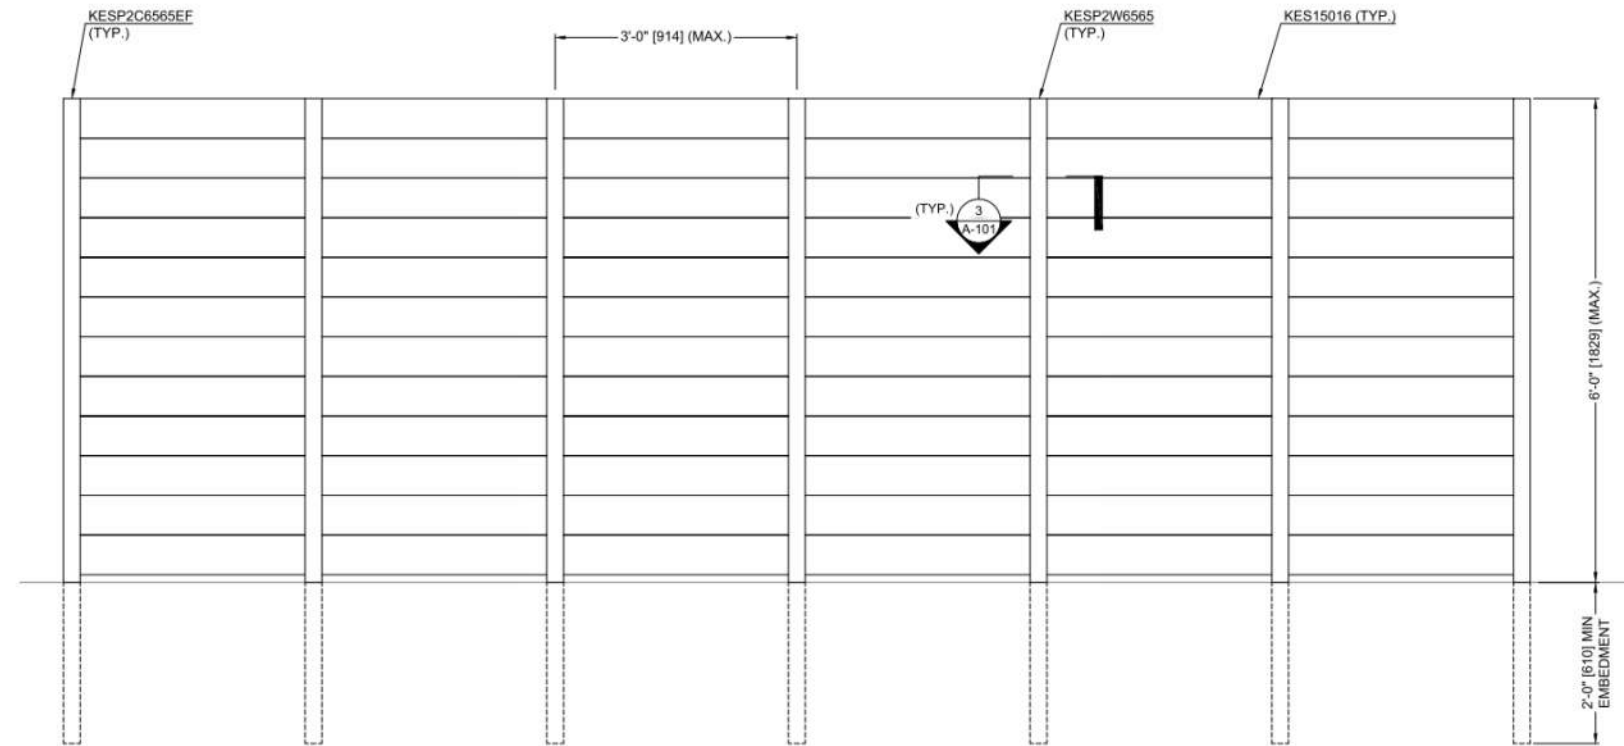 KESP2C6565EF
(TYP.)
3'-0" [914] (MAX.)
KESP2W6565
(TYP.)
KES15016 (TYP.)
(TYP.)
3
A-101
6'-0" [1829] (MAX.)
2'-0" [610] MIN
EMBEDMENT